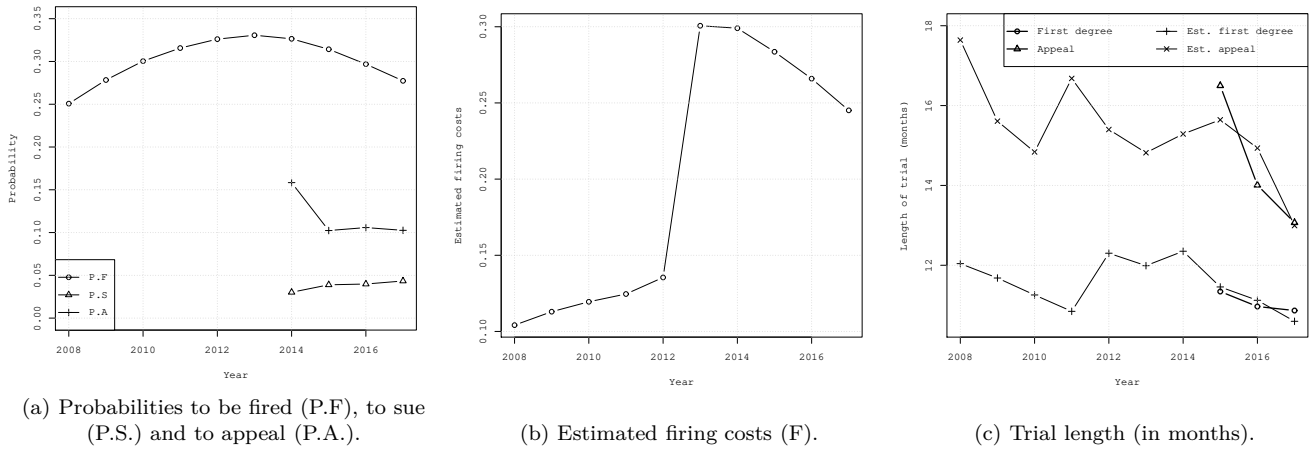 0.35
0.30
0.25
0.20
0.15
0.10
0.05
0.00
Probability
P.F
P.S
P.A
2008 2010 2012 2014 2016
Year
(a) Probabilities to be fired (P.F), to sue
(P.S.) and to appeal (P.A.).
0.30
0.25
0.20
0.15
0.10
Estimated firing costs
2008 2010 2012 2014 2016
Year
(b) Estimated firing costs (F).
18
16
14
12
Length of trial (months)
First degree Est. first degree
Appeal Est. appeal
2008 2010 2012 2014 2016
Year
(c) Trial length (in months).